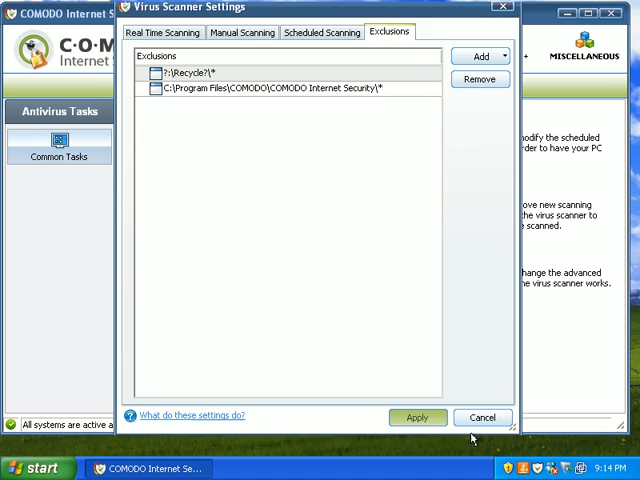 COMODO Internet S
Virus Scanner Settings
C·O·M
Internet
Real Time Scanning
Manual Scanning
Scheduled Scanning
Exclusions
MISCELLANEOUS
Antivirus Tasks
Common Tasks
Exclusions
?:\Recycle?\*
C:\Program Files\COMODO\COMODO Internet Security\*
Add
Remove
modify the scheduled
order to have your PC
ove new scanning
the virus scanner to
e scanned.
change the advanced
the virus scanner works.
What do these settings do?
Apply
Cancel
All systems are active a
start
COMODO Internet Se...
9:14 PM